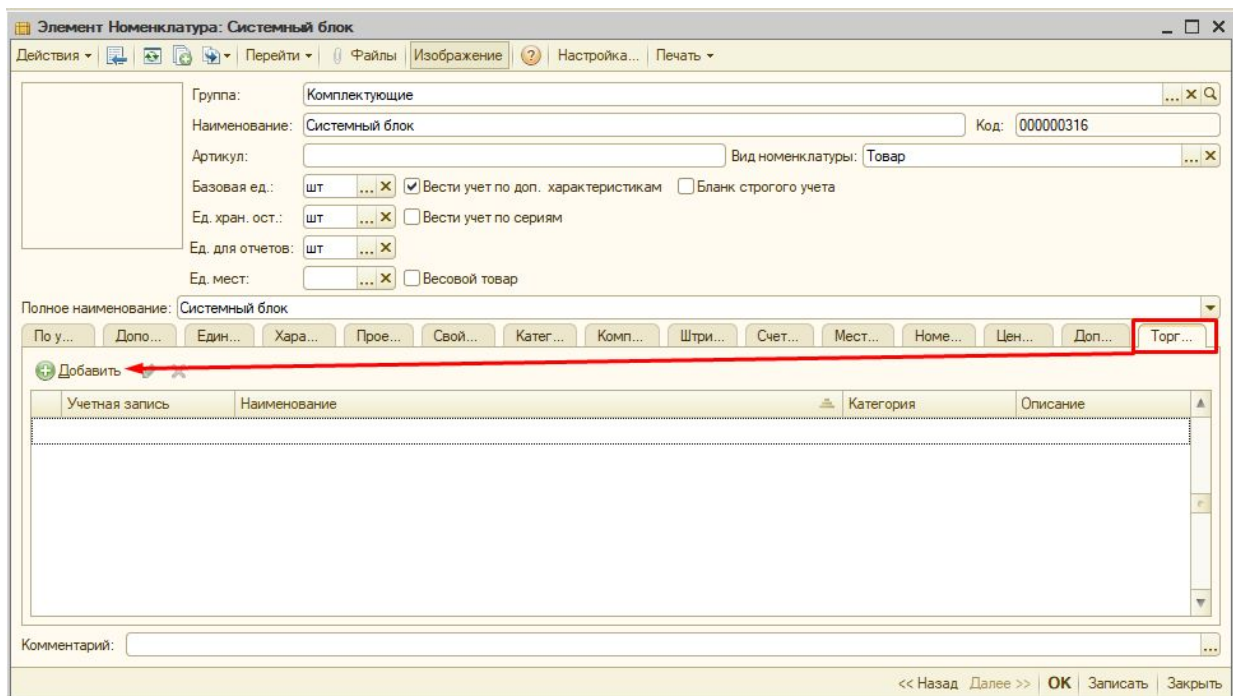 Элемент Номенклатура: Системный блок
Действия Перейти Файлы Изображение Настройка... Печать
Группа: Комплектующие
Наименование: Системный блок Код: 000000316
Артикул: Вид номенклатуры: Товар
Базовая ед.: шт Вести учет по доп. характеристикам Бланк строгого учета
Ед. хран. ост.: шт Вести учет по сериям
Ед. для отчетов: шт
Ед. мест: Весовой товар
Полное наименование: Системный блок
По у... Допо... Един... Хара... Прое... Свой... Катег... Комп... Штри... Счет... Мест... Номе... Цен... Доп... Торг...
Добавить
Учетная запись Наименование Категория Описание
Комментарий:
<< Назад Далее >> OK Записать Закрыть